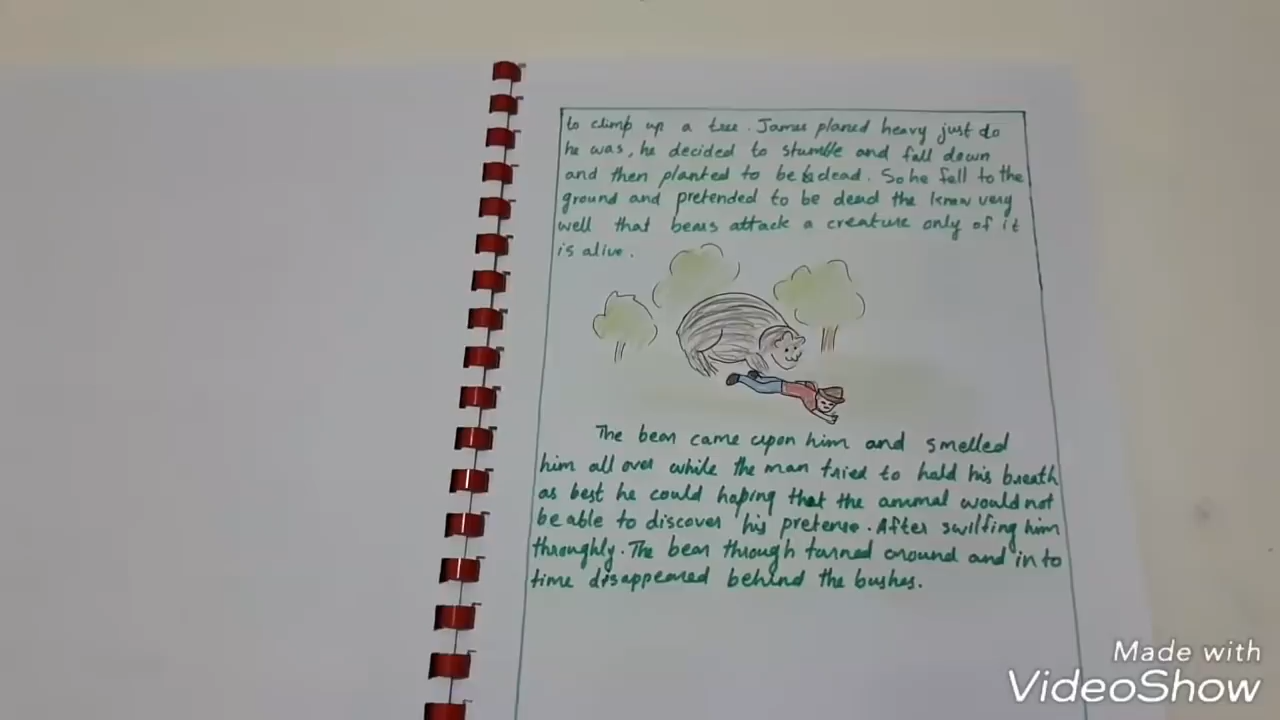 to climp up a tree. James planed heavy just do
he was, he decided to stumble and fall down
and then planted to be dead. So he fell to the
ground and pretended to be dead the know very
well that bears attack a creature only of it
is alive.
The bear came upon him and smelled
him all over while the man tried to hold his breath
as best he could hoping that the animal would not
be able to discover his pretense. After swilfing him
throughly. The bear through turned around and in to
time disappeared behind the bushes.
Made with
VideoShow